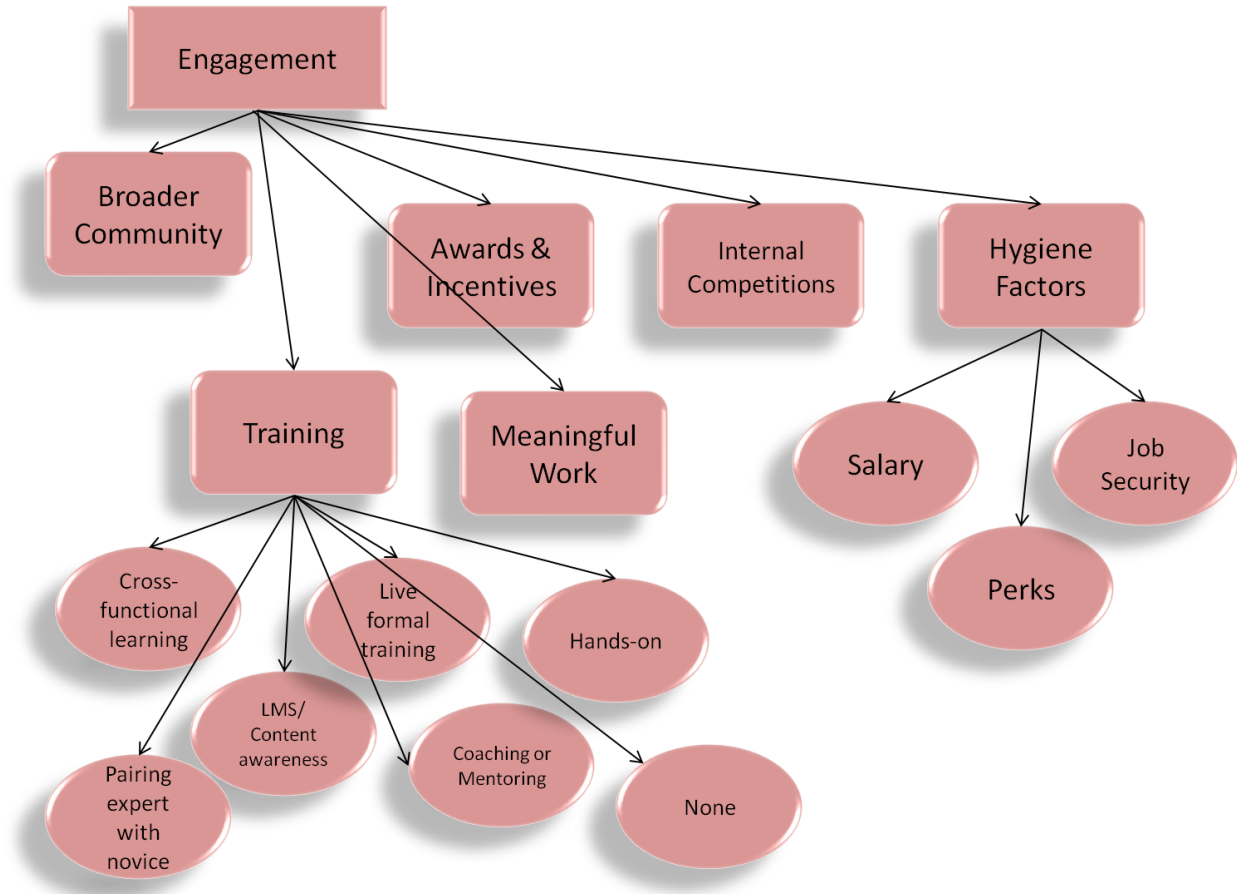 Engagement
Broader
Community
Awards &
Incentives
Internal
Competitions
Hygiene
Factors
Training
Meaningful
Work
Salary
Job
Security
Perks
Cross-
functional
learning
Live
formal
training
Hands-on
LMS/
Content
awareness
Coaching or
Mentoring
Pairing
expert
with
novice
None